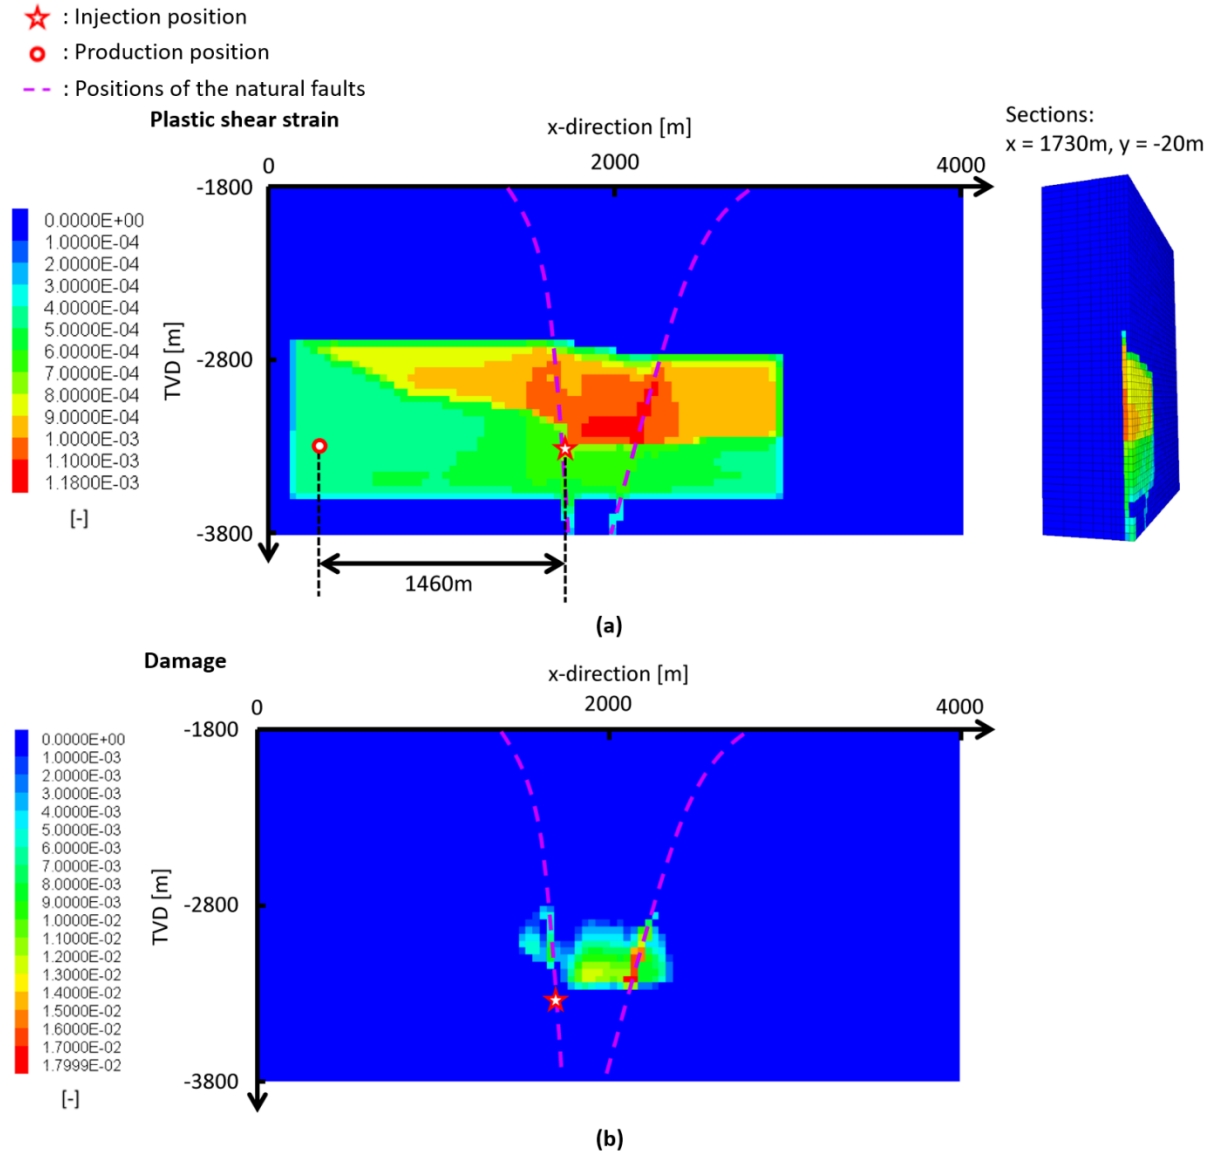 : Injection position
: Production position
: Positions of the natural faults
Plastic shear strain
x-direction [m]
Sections:
x = 1730m, y = -20m
0
2000
4000
-1800
-2800
-3800
TVD [m]
0.0000E+00
1.0000E-04
2.0000E-04
3.0000E-04
4.0000E-04
5.0000E-04
6.0000E-04
7.0000E-04
8.0000E-04
9.0000E-04
1.0000E-03
1.1000E-03
1.1800E-03
[-]
1460m
(a)
Damage
x-direction [m]
0
2000
4000
-1800
-2800
-3800
TVD [m]
0.0000E+00
1.0000E-03
2.0000E-03
3.0000E-03
4.0000E-03
5.0000E-03
6.0000E-03
7.0000E-03
8.0000E-03
9.0000E-03
1.0000E-02
1.1000E-02
1.2000E-02
1.3000E-02
1.4000E-02
1.5000E-02
1.6000E-02
1.7000E-02
1.7999E-02
[-]
(b)